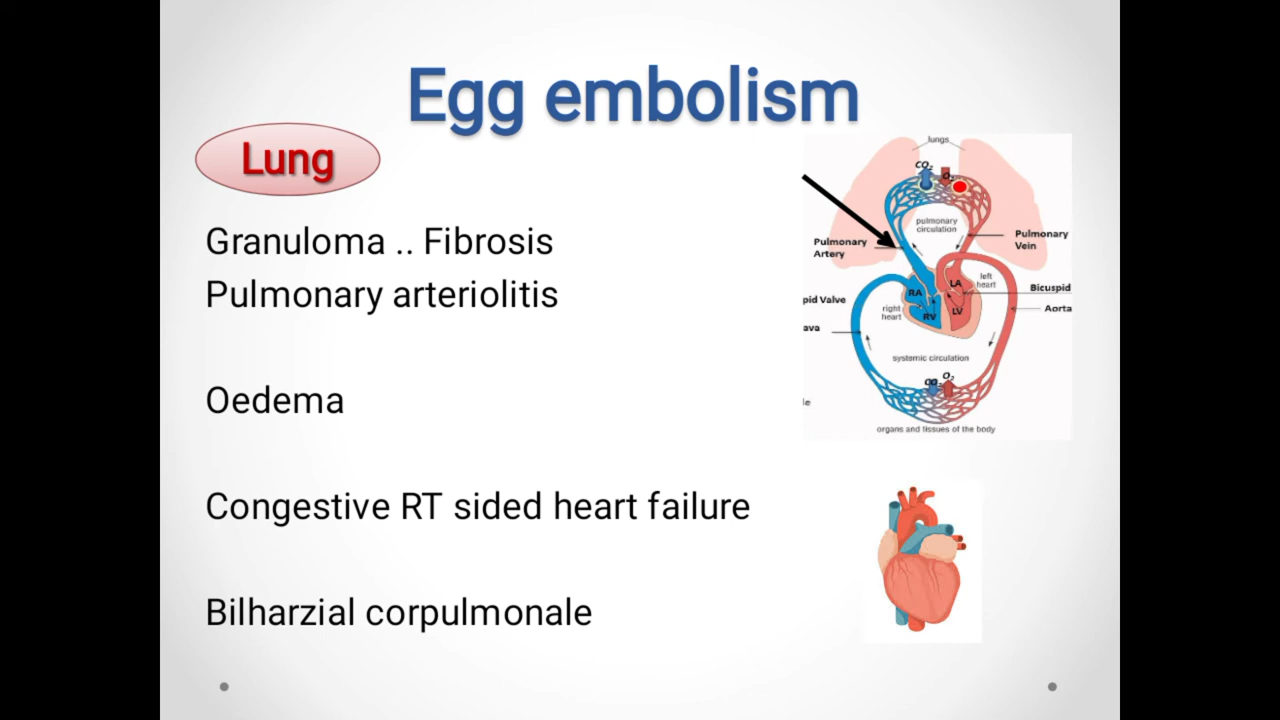 Egg embolism
Lung
Granuloma .. Fibrosis
Pulmonary arteriolitis
Oedema
Congestive RT sided heart failure
Bilharzial corpulmonale
lungs
CO2
O2
pulmonary
circulation
Pulmonary
Artery
Pulmonary
Vein
RA
LA
left
heart
Bicuspid
pid Valve
right
heart
RV
LV
Aorta
ava
systemic circulation
CO2
O2
le
organs and tissues of the body